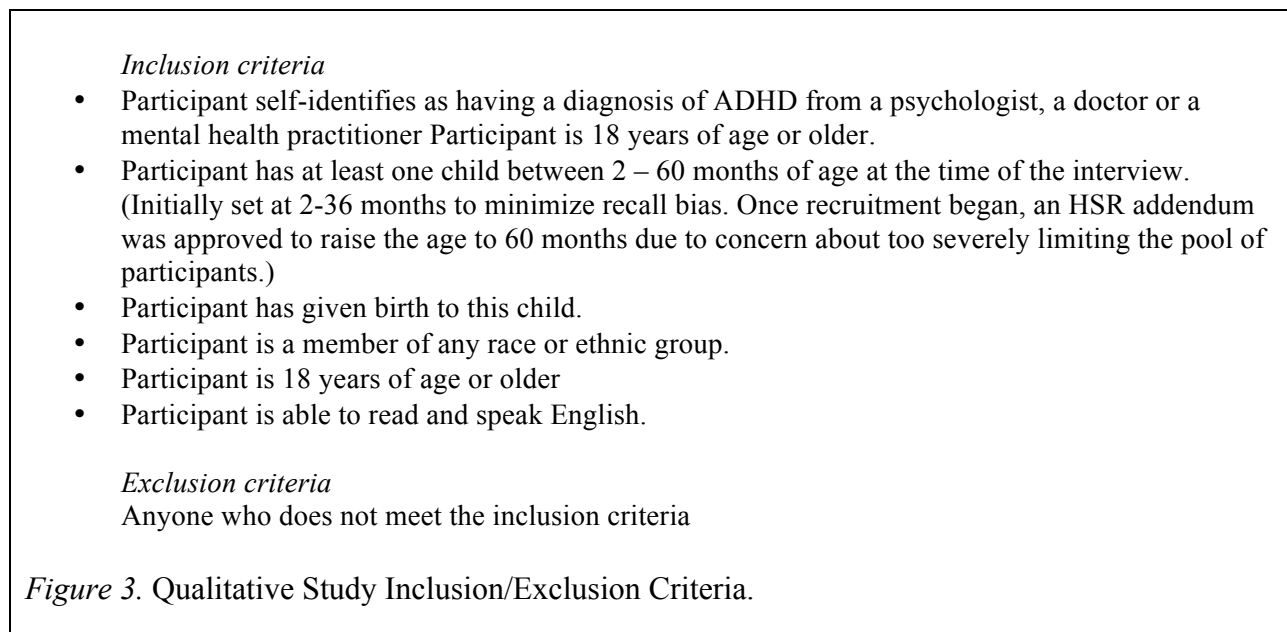 Inclusion criteria
• Participant self-identifies as having a diagnosis of ADHD from a psychologist, a doctor or a
mental health practitioner Participant is 18 years of age or older.
• Participant has at least one child between 2 – 60 months of age at the time of the interview.
(Initially set at 2-36 months to minimize recall bias. Once recruitment began, an HSR addendum
was approved to raise the age to 60 months due to concern about too severely limiting the pool of
participants.)
• Participant has given birth to this child.
• Participant is a member of any race or ethnic group.
• Participant is 18 years of age or older
• Participant is able to read and speak English.
Exclusion criteria
Anyone who does not meet the inclusion criteria
Figure 3. Qualitative Study Inclusion/Exclusion Criteria.